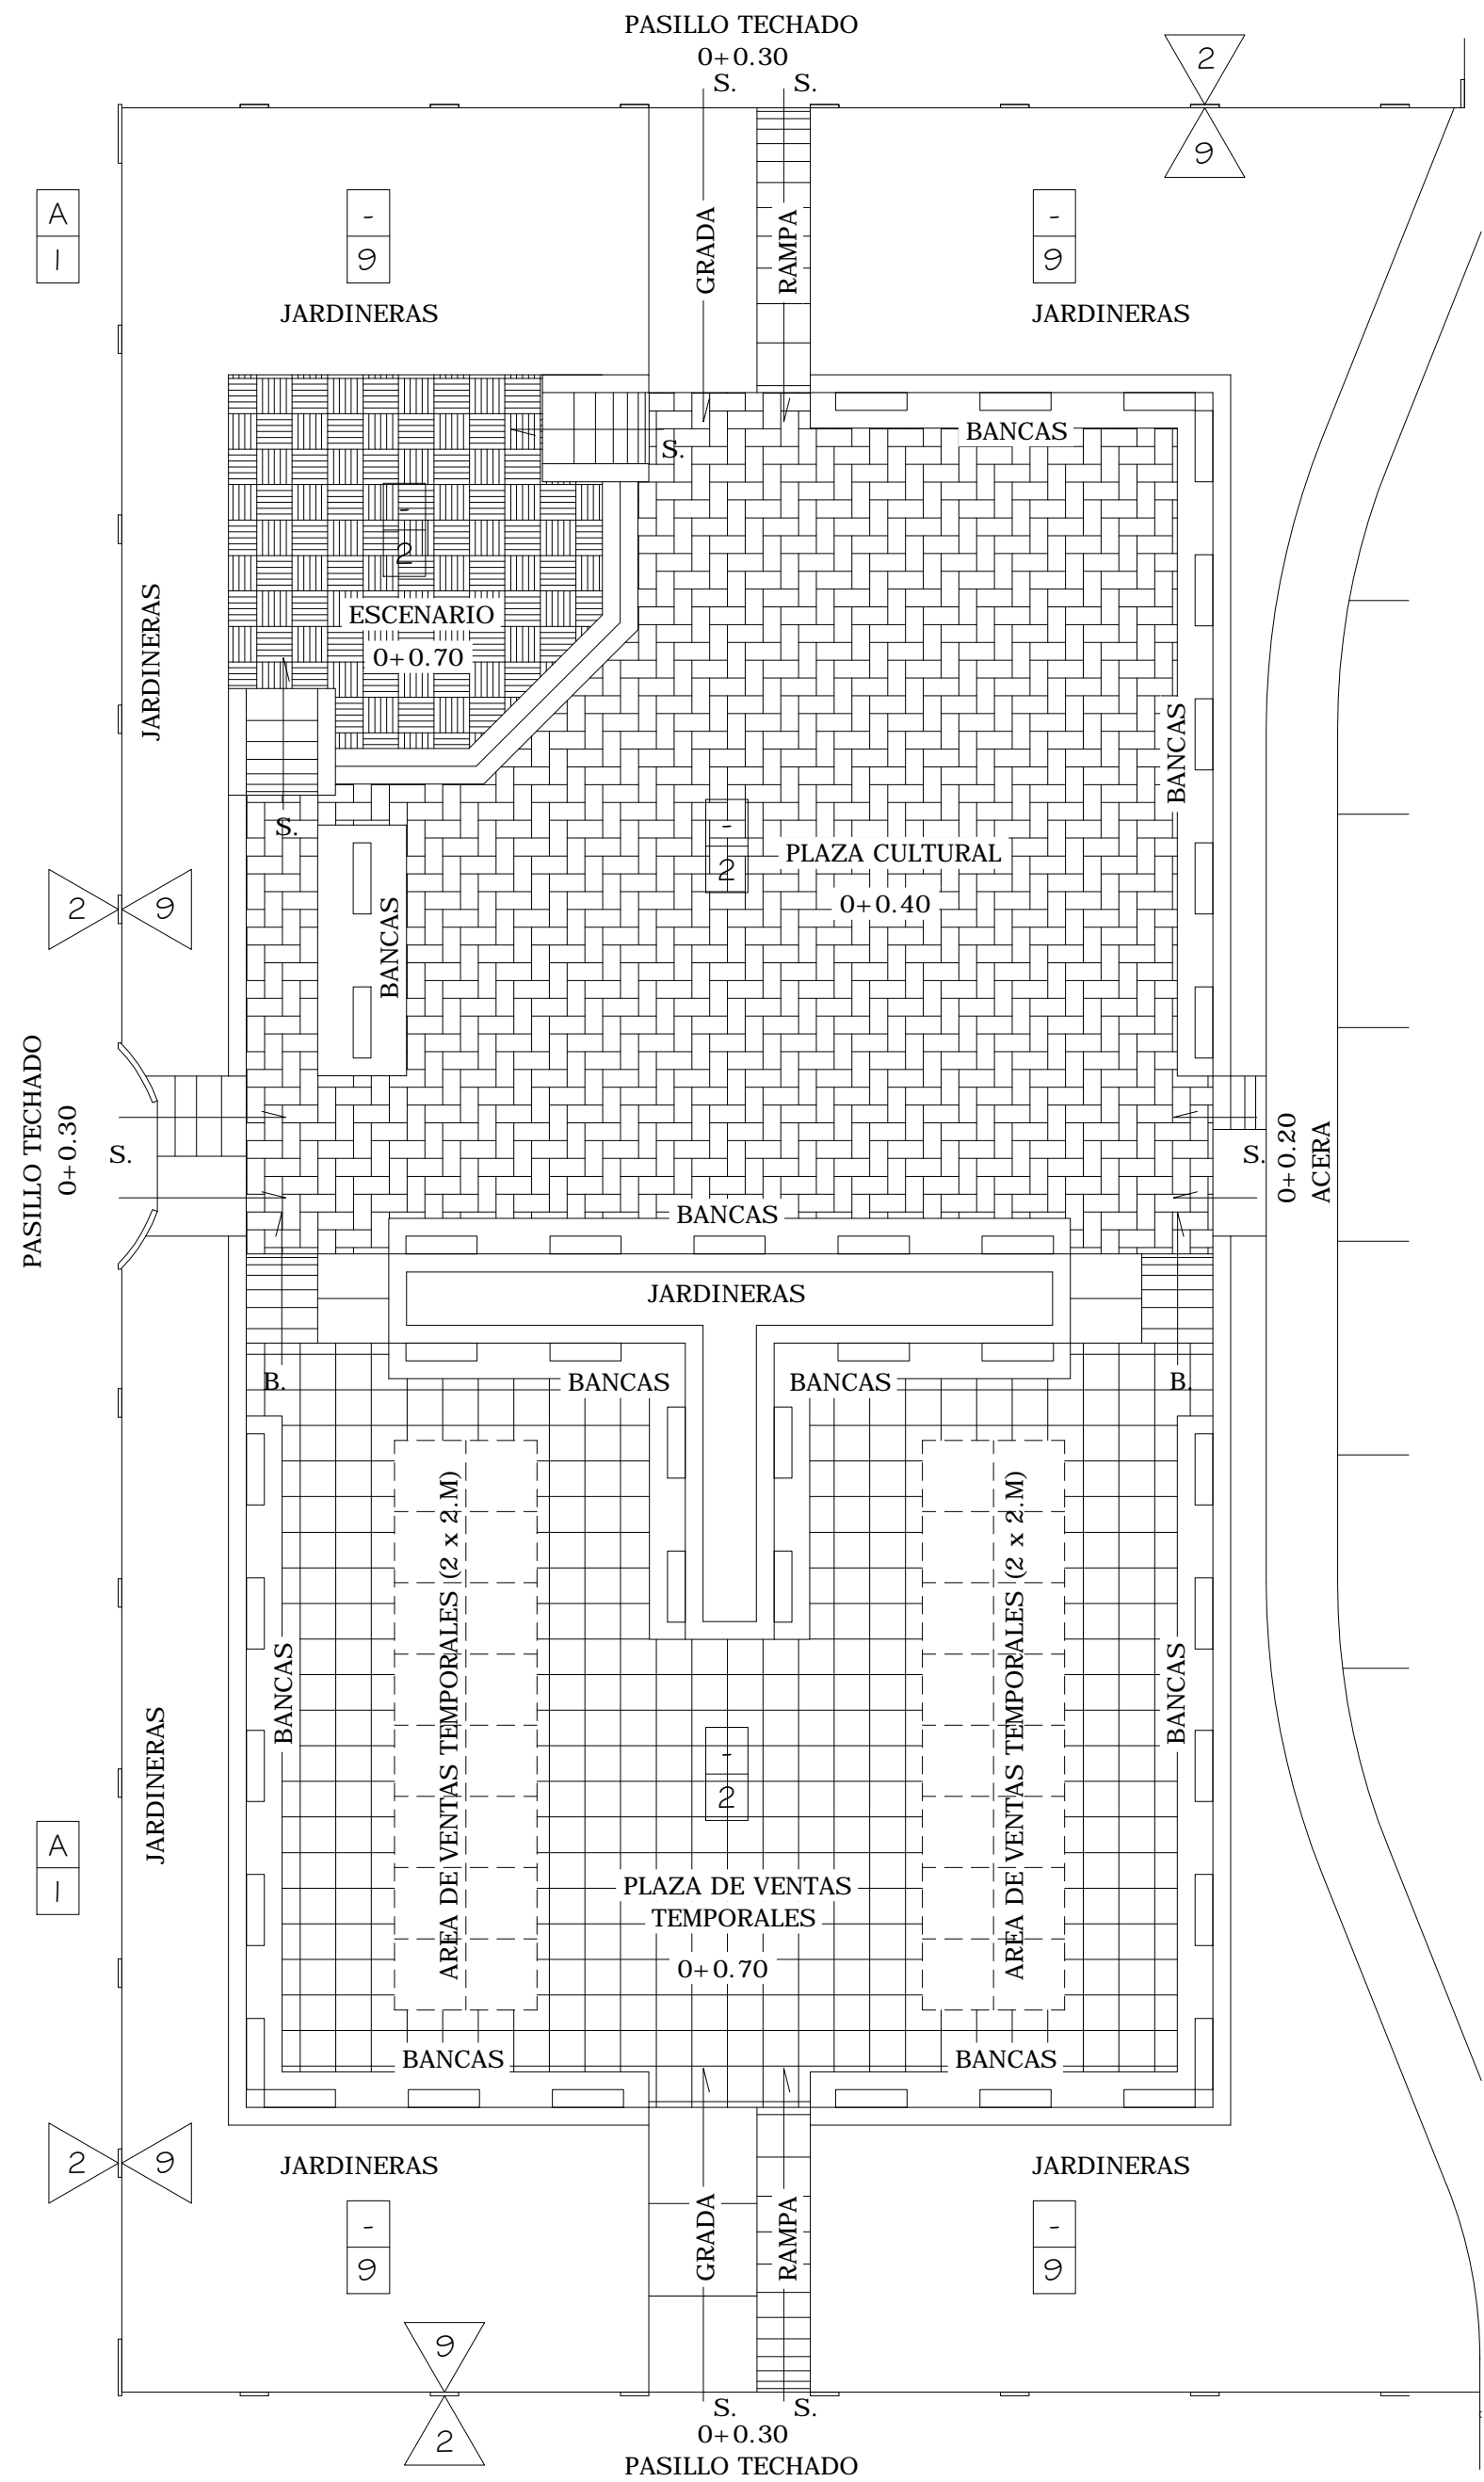 PASILLO TECHADO
0+0.30
S.
S.
2
9
A
1
-
9
-
9
GRADA
RAMPA
JARDINERAS
JARDINERAS
BANCAS
S.
-
2
JARDINERAS
ESCENARIO
0+0.70
BANCAS
S.
-
2
PLAZA CULTURAL
0+0.40
2
9
BANCAS
PASILLO TECHADO
0+0.30
S.
S.
0+0.20
ACERA
BANCAS
JARDINERAS
B.
BANCAS
BANCAS
B.
AREA DE VENTAS TEMPORALES (2 x 2.M)
AREA DE VENTAS TEMPORALES (2 x 2.M)
BANCAS
BANCAS
JARDINERAS
-
2
A
1
PLAZA DE VENTAS
TEMPORALES
0+0.70
BANCAS
BANCAS
2
9
JARDINERAS
JARDINERAS
GRADA
RAMPA
-
9
-
9
9
2
S.
S.
0+0.30
PASILLO TECHADO